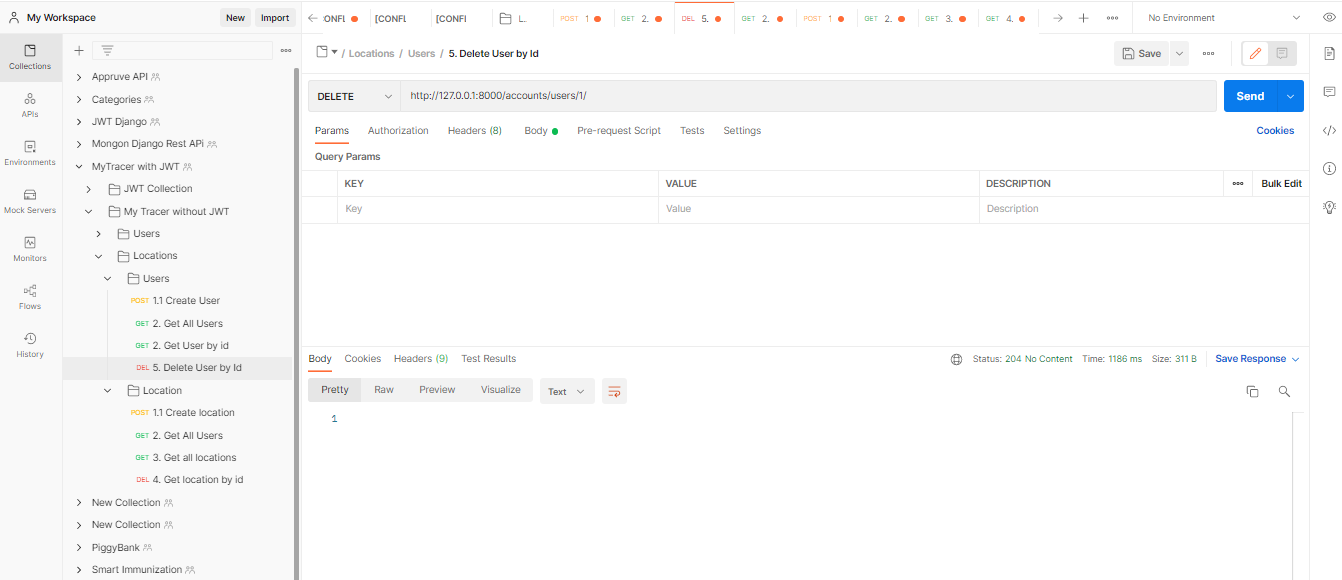 My Workspace
New
Import
ONFL
[CONFL
[CONFI
L.
POST 1
GET 2.
DEL 5.
GET 2.
POST 1
GET 2.
GET 3.
GET 4.
No Environment
Collections
APIs
Environments
Mock Servers
Monitors
Flows
History
Appruve API
Categories
JWT Django
Mongon Django Rest APi
MyTracer with JWT
JWT Collection
My Tracer without JWT
Users
Locations
Users
POST 1.1 Create User
GET 2. Get All Users
GET 2. Get User by id
DEL 5. Delete User by Id
Location
POST 1.1 Create location
GET 2. Get All Users
GET 3. Get all locations
DEL 4. Get location by id
New Collection
New Collection
PiggyBank
Smart Immunization
/ Locations / Users / 5. Delete User by Id
Save
DELETE
http://127.0.0.1:8000/accounts/users/1/
Send
Params
Authorization
Headers (8)
Body
Pre-request Script
Tests
Settings
Cookies
Query Params
KEY
VALUE
DESCRIPTION
Bulk Edit
Key
Value
Description
Body
Cookies
Headers (9)
Test Results
Status: 204 No Content
Time: 1186 ms
Size: 311 B
Save Response
Pretty
Raw
Preview
Visualize
Text
1